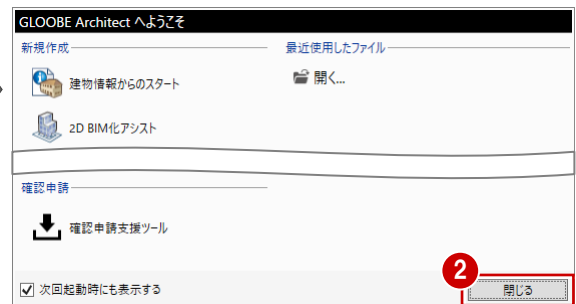 GLOOBE Architect へようこそ
新規作成
最近使用したファイル
建物情報からのスタート
開く...
2D BIM化アシスト
確認申請
確認申請支援ツール
2
次回起動時にも表示する
閉じる